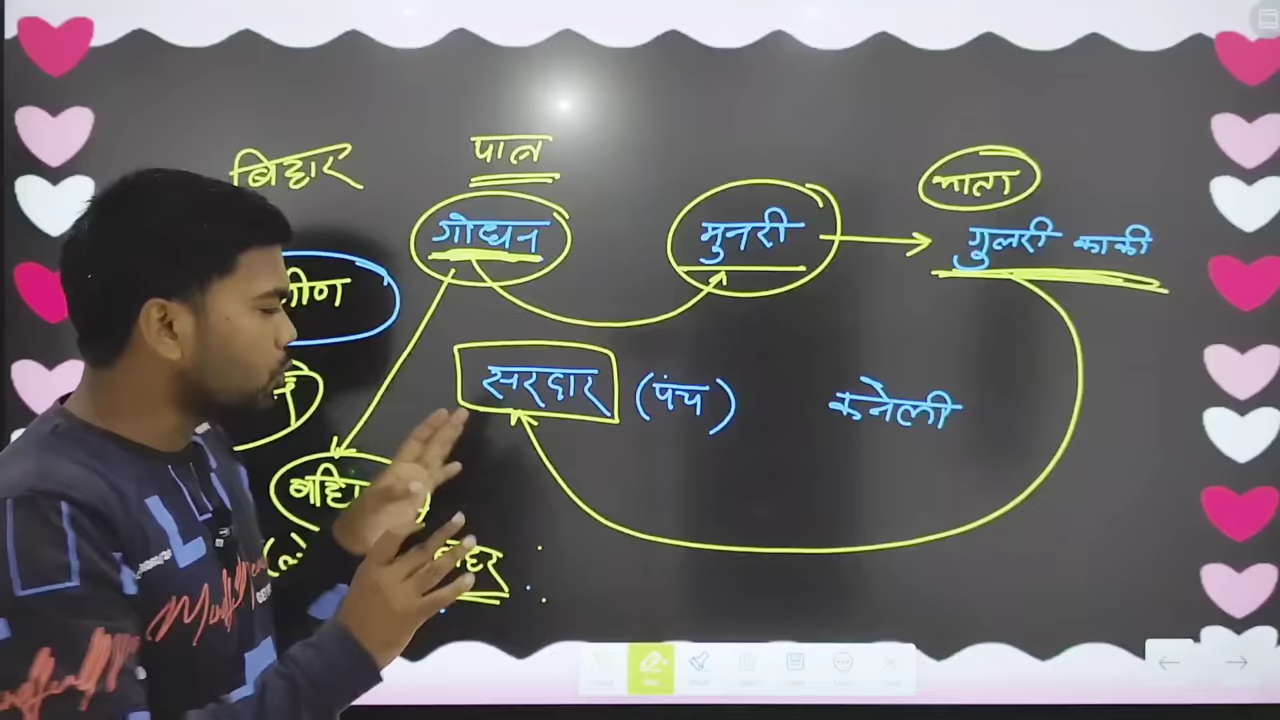 बिहार
पात्र
माता
गोधन
मुनरी
गुलरी काकी
सरदार (पंच)
कनेली